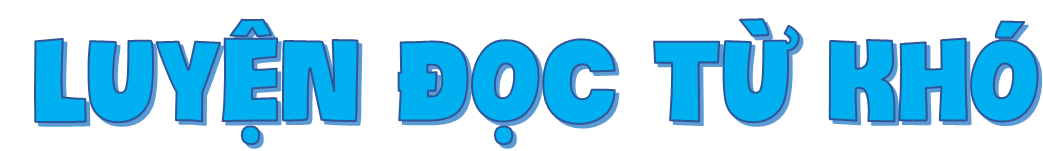 LUYỆN ĐỌC TỪ KHÓ